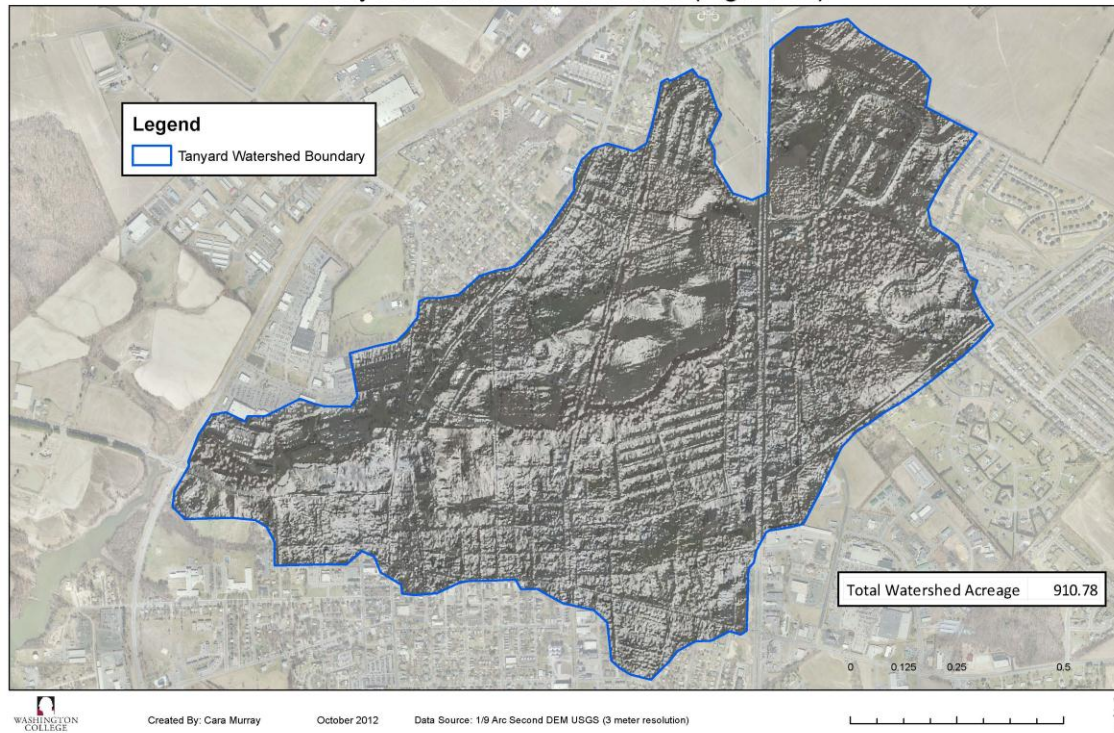 Legend
Tanyard Watershed Boundary
Total Watershed Acreage 910.78
0 0.125 0.25 0.5
WASHINGTON
COLLEGE
Created By: Cara Murray October 2012 Data Source: 1/9 Arc Second DEM USGS (3 meter resolution)